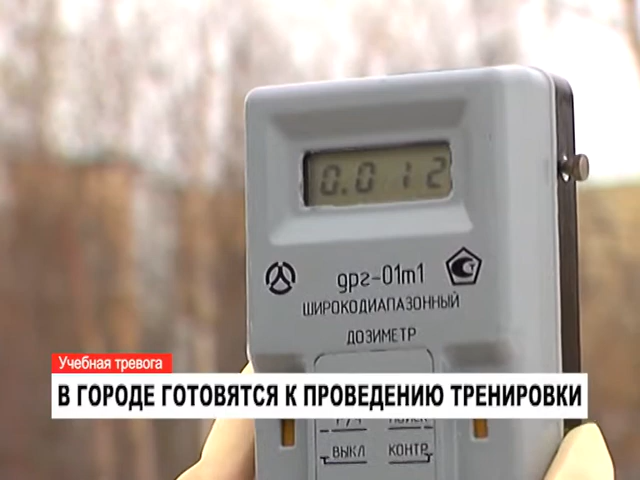 0.012
дрг-01т1
ШИРОКОДИАПАЗОННЫЙ
ДОЗИМЕТР
Учебная тревога
В ГОРОДЕ ГОТОВЯТСЯ К ПРОВЕДЕНИЮ ТРЕНИРОВКИ
ВЫКЛ КОНТР